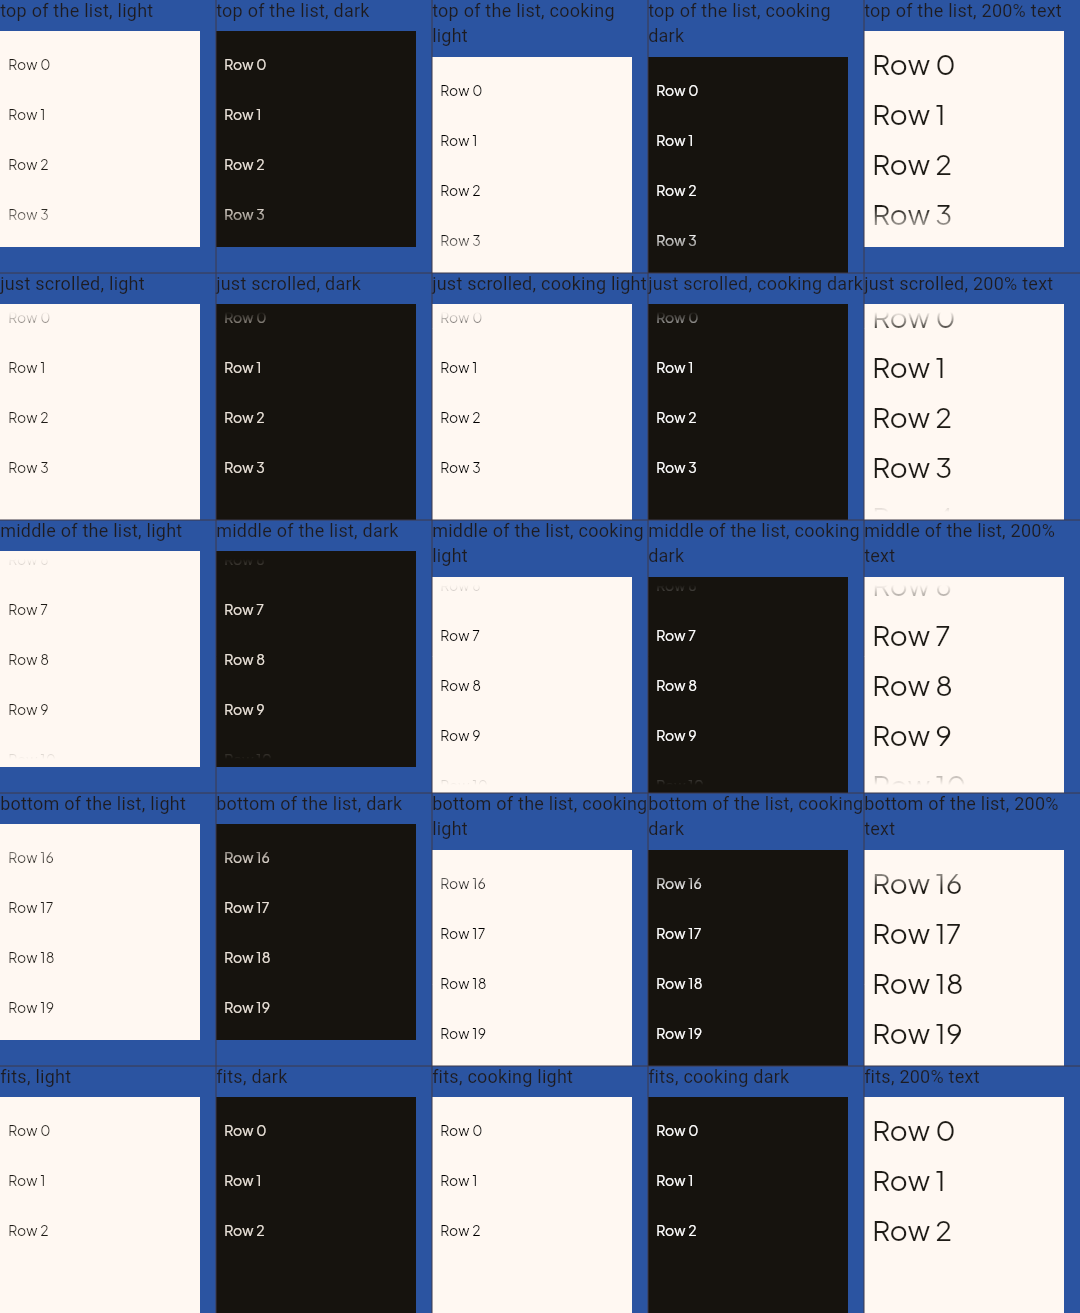 top of the list, light
Row 0
Row 1
Row 2
Row 3
top of the list, dark
Row 0
Row 1
Row 2
Row 3
top of the list, cooking
light
Row 0
Row 1
Row 2
Row 3
top of the list, cooking
dark
Row 0
Row 1
Row 2
Row 3
top of the list, 200% text
Row 0
Row 1
Row 2
Row 3
just scrolled, light
Row 0
Row 1
Row 2
Row 3
just scrolled, dark
Row 0
Row 1
Row 2
Row 3
just scrolled, cooking light
Row 0
Row 1
Row 2
Row 3
just scrolled, cooking dark
Row 0
Row 1
Row 2
Row 3
just scrolled, 200% text
Row 0
Row 1
Row 2
Row 3
middle of the list, light
Row 7
Row 8
Row 9
middle of the list, dark
Row 7
Row 8
Row 9
middle of the list, cooking
light
Row 7
Row 8
Row 9
middle of the list, cooking
dark
Row 7
Row 8
Row 9
middle of the list, 200%
text
Row 7
Row 8
Row 9
Row 10
bottom of the list, light
Row 16
Row 17
Row 18
Row 19
bottom of the list, dark
Row 16
Row 17
Row 18
Row 19
bottom of the list, cooking
light
Row 16
Row 17
Row 18
Row 19
bottom of the list, cooking
dark
Row 16
Row 17
Row 18
Row 19
bottom of the list, 200%
text
Row 16
Row 17
Row 18
Row 19
fits, light
Row 0
Row 1
Row 2
fits, dark
Row 0
Row 1
Row 2
fits, cooking light
Row 0
Row 1
Row 2
fits, cooking dark
Row 0
Row 1
Row 2
fits, 200% text
Row 0
Row 1
Row 2